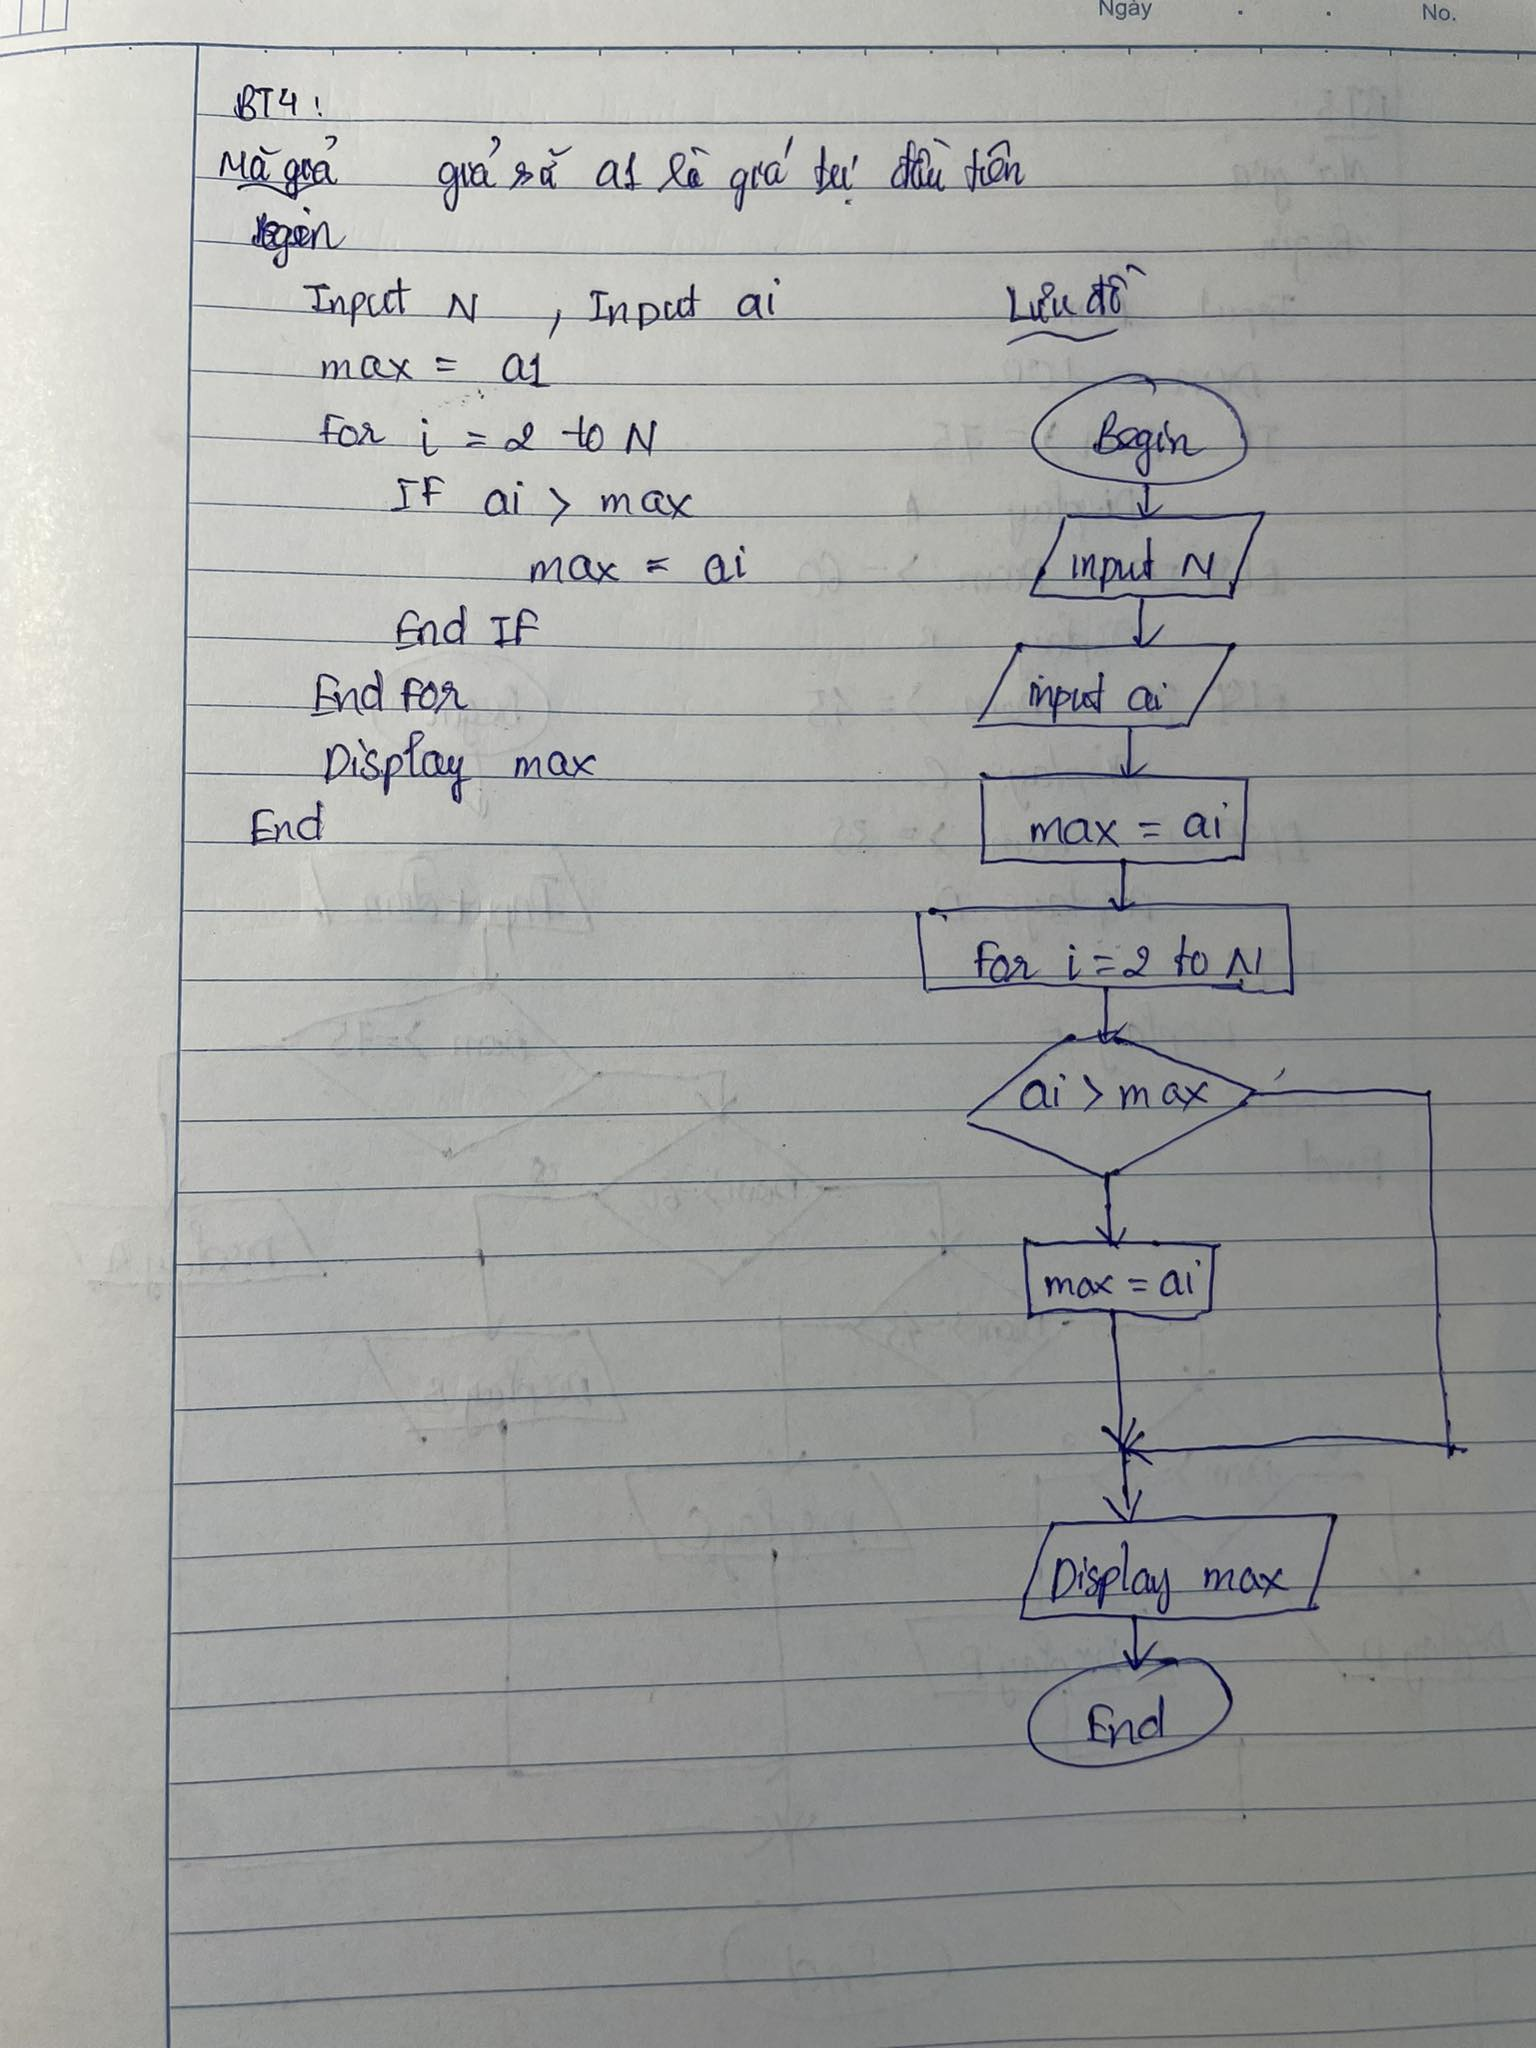 Ngày . . No.
BT4:
Mã giả giả sử a1 là giá trị đầu tiên
Begin
Input N , Input ai
max = a1
For i = 2 to N
IF ai > max
max = ai
End IF
End For
Display max
End
Lưu đồ
Begin
input N
input ai
max = ai
For i = 2 to N
ai > max
max = ai
Display max
End